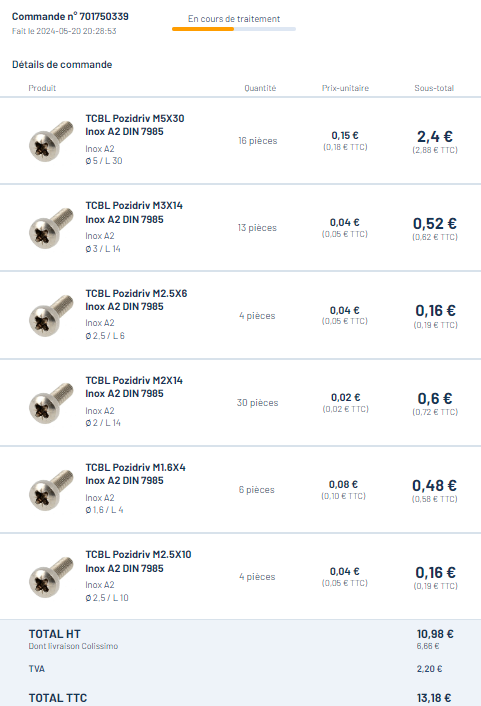 Commande n° 701750339
Fait le 2024-05-20 20:28:53
En cours de traitement
Détails de commande
Produit Quantité Prix-unitaire Sous-total
TCBL Pozidriv M5X30
Inox A2 DIN 7985
Inox A2
Ø 5 / L 30
16 pièces
0,15 €
(0,18 € TTC)
2,4 €
(2,88 € TTC)
TCBL Pozidriv M3X14
Inox A2 DIN 7985
Inox A2
Ø 3 / L 14
13 pièces
0,04 €
(0,05 € TTC)
0,52 €
(0,62 € TTC)
TCBL Pozidriv M2.5X6
Inox A2 DIN 7985
Inox A2
Ø 2,5 / L 6
4 pièces
0,04 €
(0,05 € TTC)
0,16 €
(0,19 € TTC)
TCBL Pozidriv M2X14
Inox A2 DIN 7985
Inox A2
Ø 2 / L 14
30 pièces
0,02 €
(0,02 € TTC)
0,6 €
(0,72 € TTC)
TCBL Pozidriv M1.6X4
Inox A2 DIN 7985
Inox A2
Ø 1,6 / L 4
6 pièces
0,08 €
(0,10 € TTC)
0,48 €
(0,58 € TTC)
TCBL Pozidriv M2.5X10
Inox A2 DIN 7985
Inox A2
Ø 2,5 / L 10
4 pièces
0,04 €
(0,05 € TTC)
0,16 €
(0,19 € TTC)
TOTAL HT 10,98 €
Dont livraison Colissimo 6,66 €
TVA 2,20 €
TOTAL TTC 13,18 €